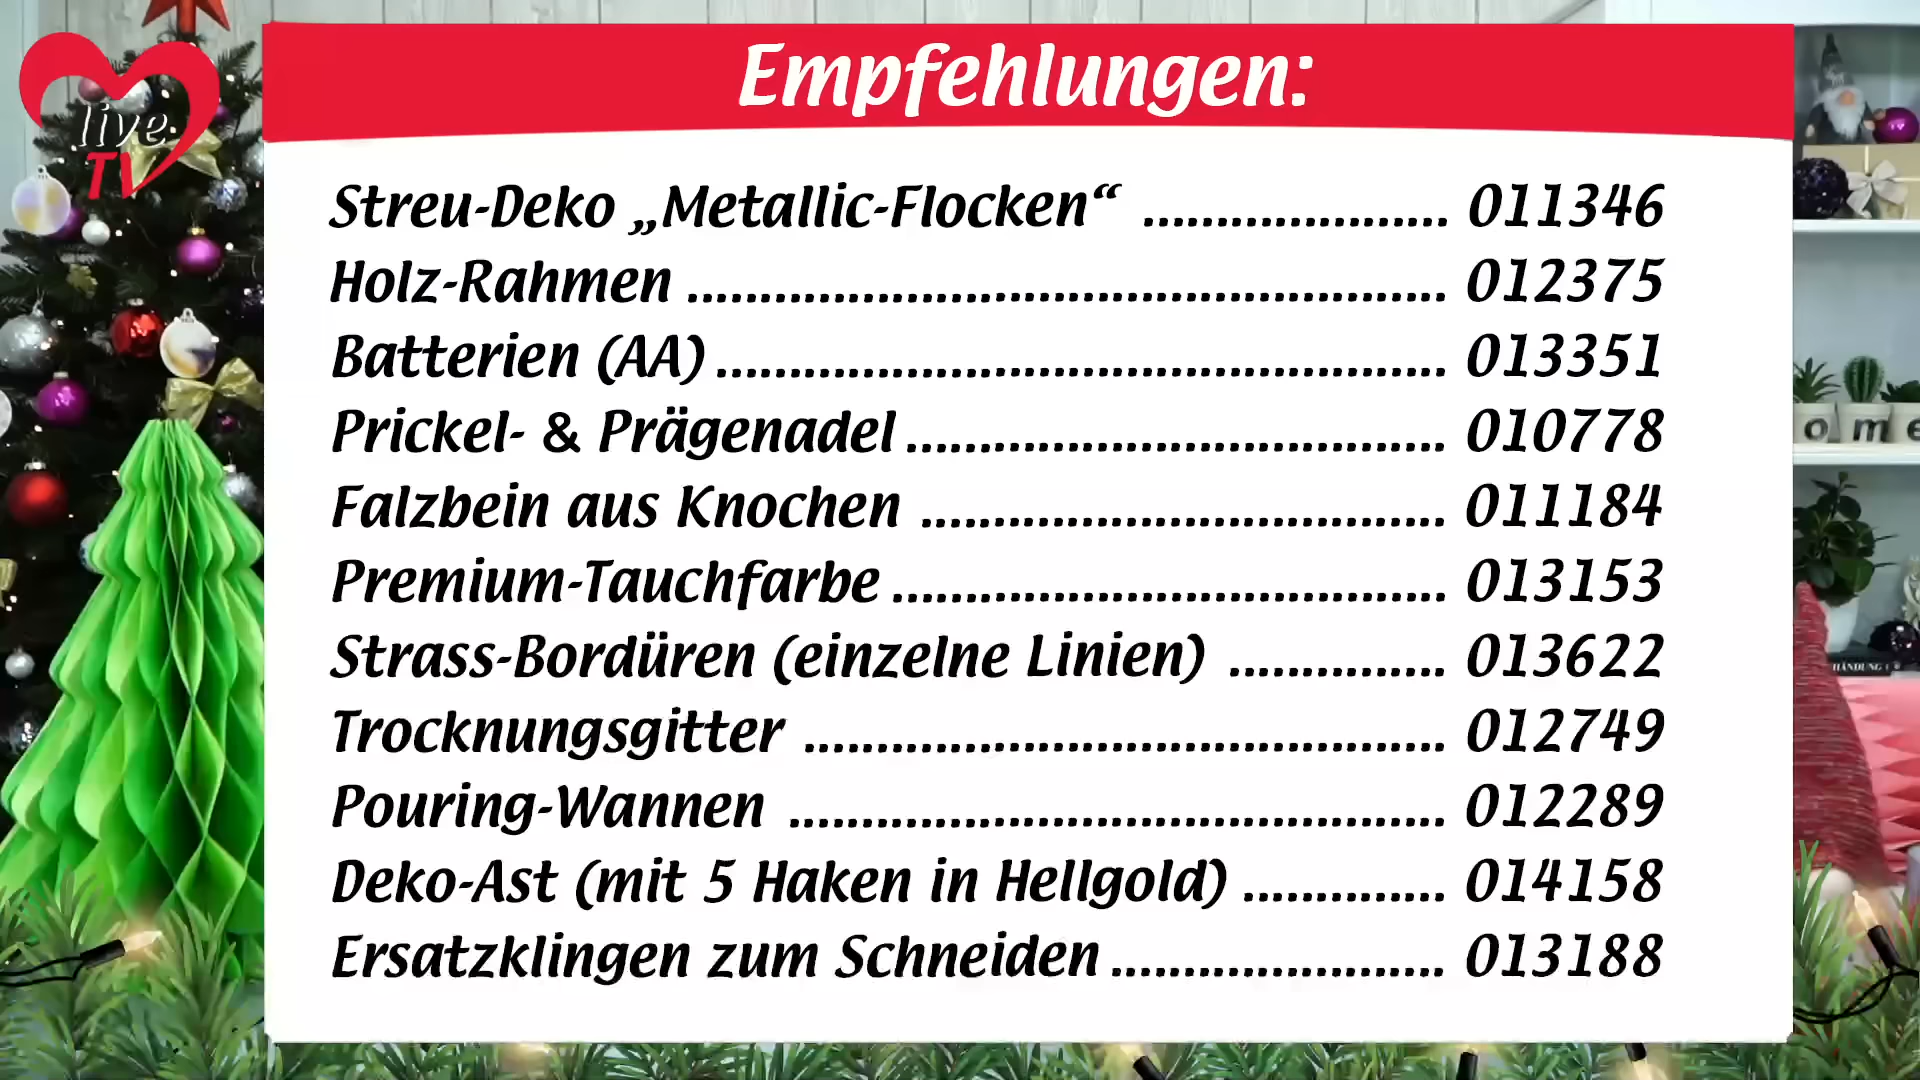 live
TV
Empfehlungen:
Streu-Deko „Metallic-Flocken“ ..................... 011346
Holz-Rahmen .................................................... 012375
Batterien (AA) .................................................. 013351
Prickel- & Prägenadel ..................................... 010778
Falzbein aus Knochen .................................... 011184
Premium-Tauchfarbe ...................................... 013153
Strass-Bordüren (einzelne Linien) ............... 013622
Trocknungsgitter ............................................ 012749
Pouring-Wannen ............................................. 012289
Deko-Ast (mit 5 Haken in Hellgold) .............. 014158
Ersatzklingen zum Schneiden ....................... 013188
o m e